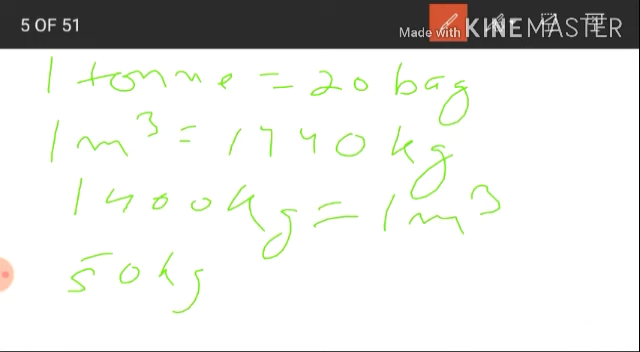 5 OF 51
Made with KINEMASTER
1 tonne = 20 bag
1m³ = 1440 kg
1400kg = 1m³
50kg